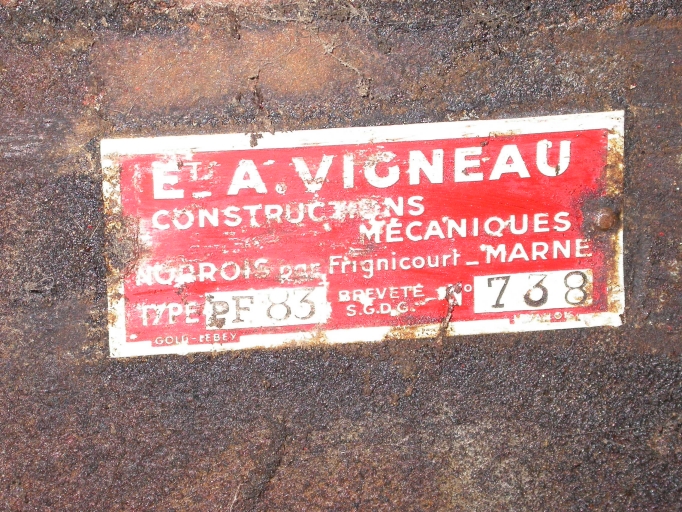 Ets A. VIGNEAU
CONSTRUCTIONS
MÉCANIQUES
NORROIS par Frignicourt - MARNE
TYPE PF 83 BREVETÉ S.G.D.G. No 738
GOLD-LEBEY